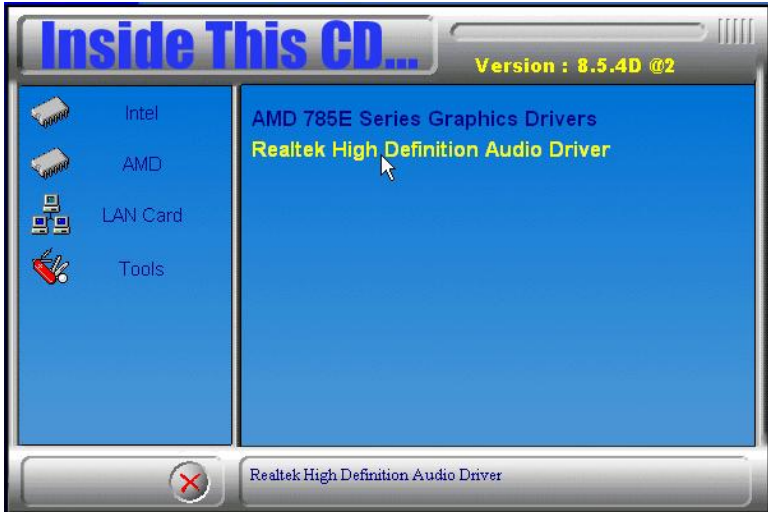 Inside This CD...
Version : 8.5.4D @2
Intel
AMD
LAN Card
Tools
AMD 785E Series Graphics Drivers
Realtek High Definition Audio Driver
Realtek High Definition Audio Driver